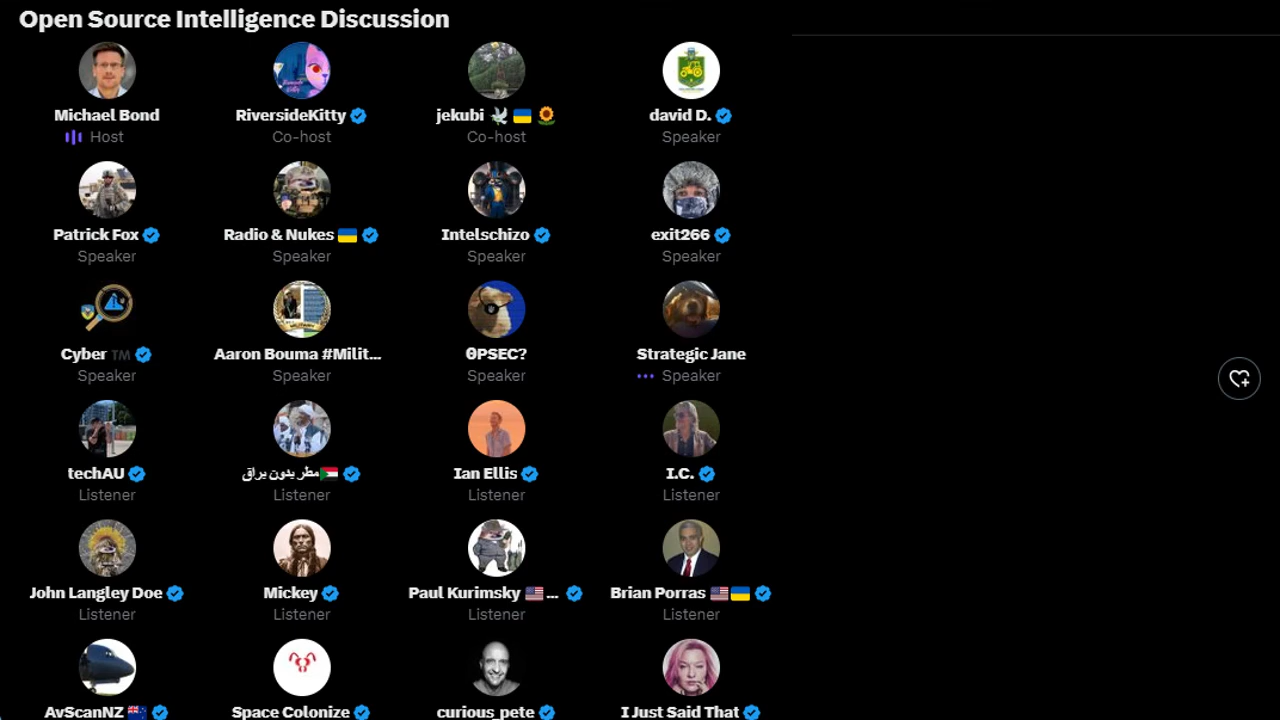 Open Source Intelligence Discussion
Michael Bond RiversideKitty jekubi 🕊️ 🇺🇦 🌻 david D.
Host Co-host Co-host Speaker
Patrick Fox Radio & Nukes 🇺🇦 Intelschizo exit266
Speaker Speaker Speaker Speaker
Cyber ™️ Aaron Bouma #Milit... ѲPSEC? Strategic Jane
Speaker Speaker Speaker Speaker
techAU مطر بدون براق🇸🇩 Ian Ellis I.C.
Listener Listener Listener Listener
John Langley Doe Mickey Paul Kurimsky 🇺🇸 ... Brian Porras 🇺🇸🇺🇦
Listener Listener Listener Listener
AvScanNZ 🇳🇿 Space Colonize curious_pete I Just Said That